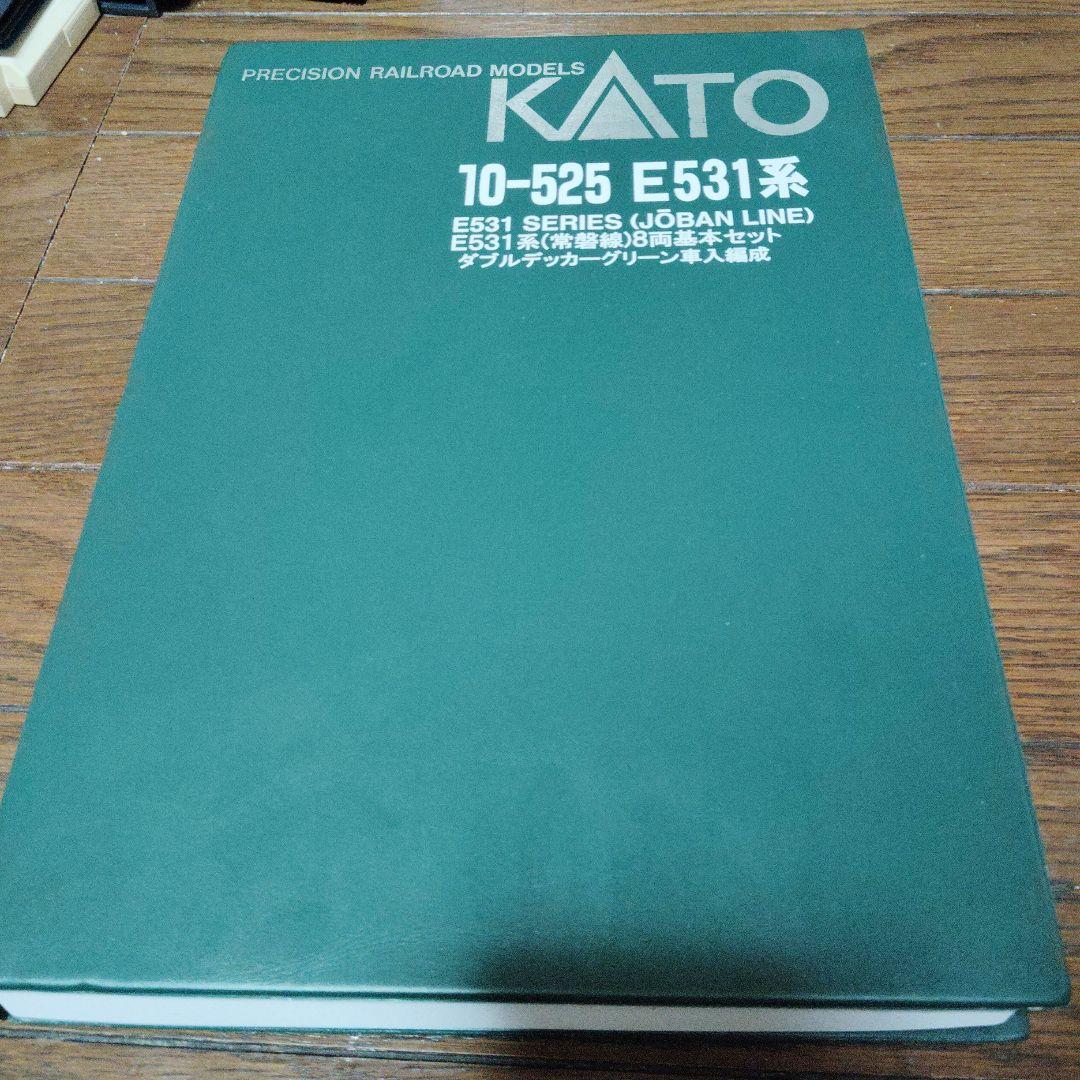 PRECISION RAILROAD MODELS
KATO
10-525 E531系
E531 SERIES (JŌBAN LINE)
E531系(常磐線)8両基本セット
ダブルデッカーグリーン車入編成